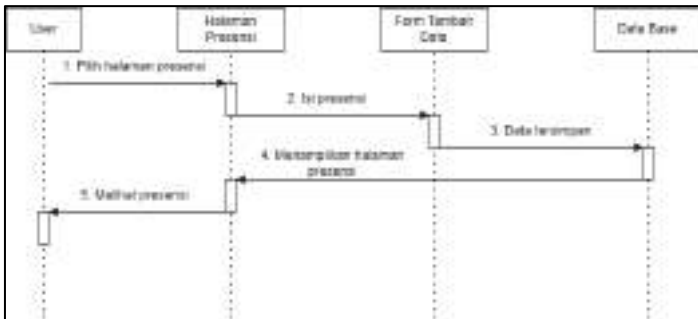 User
Halaman
Presensi
Form Tambah
Data
Data Base
1. Pilih halaman presensi
2. Isi presensi
3. Data tersimpan
4. Menampilkan halaman
presensi
5. Melihat presensi